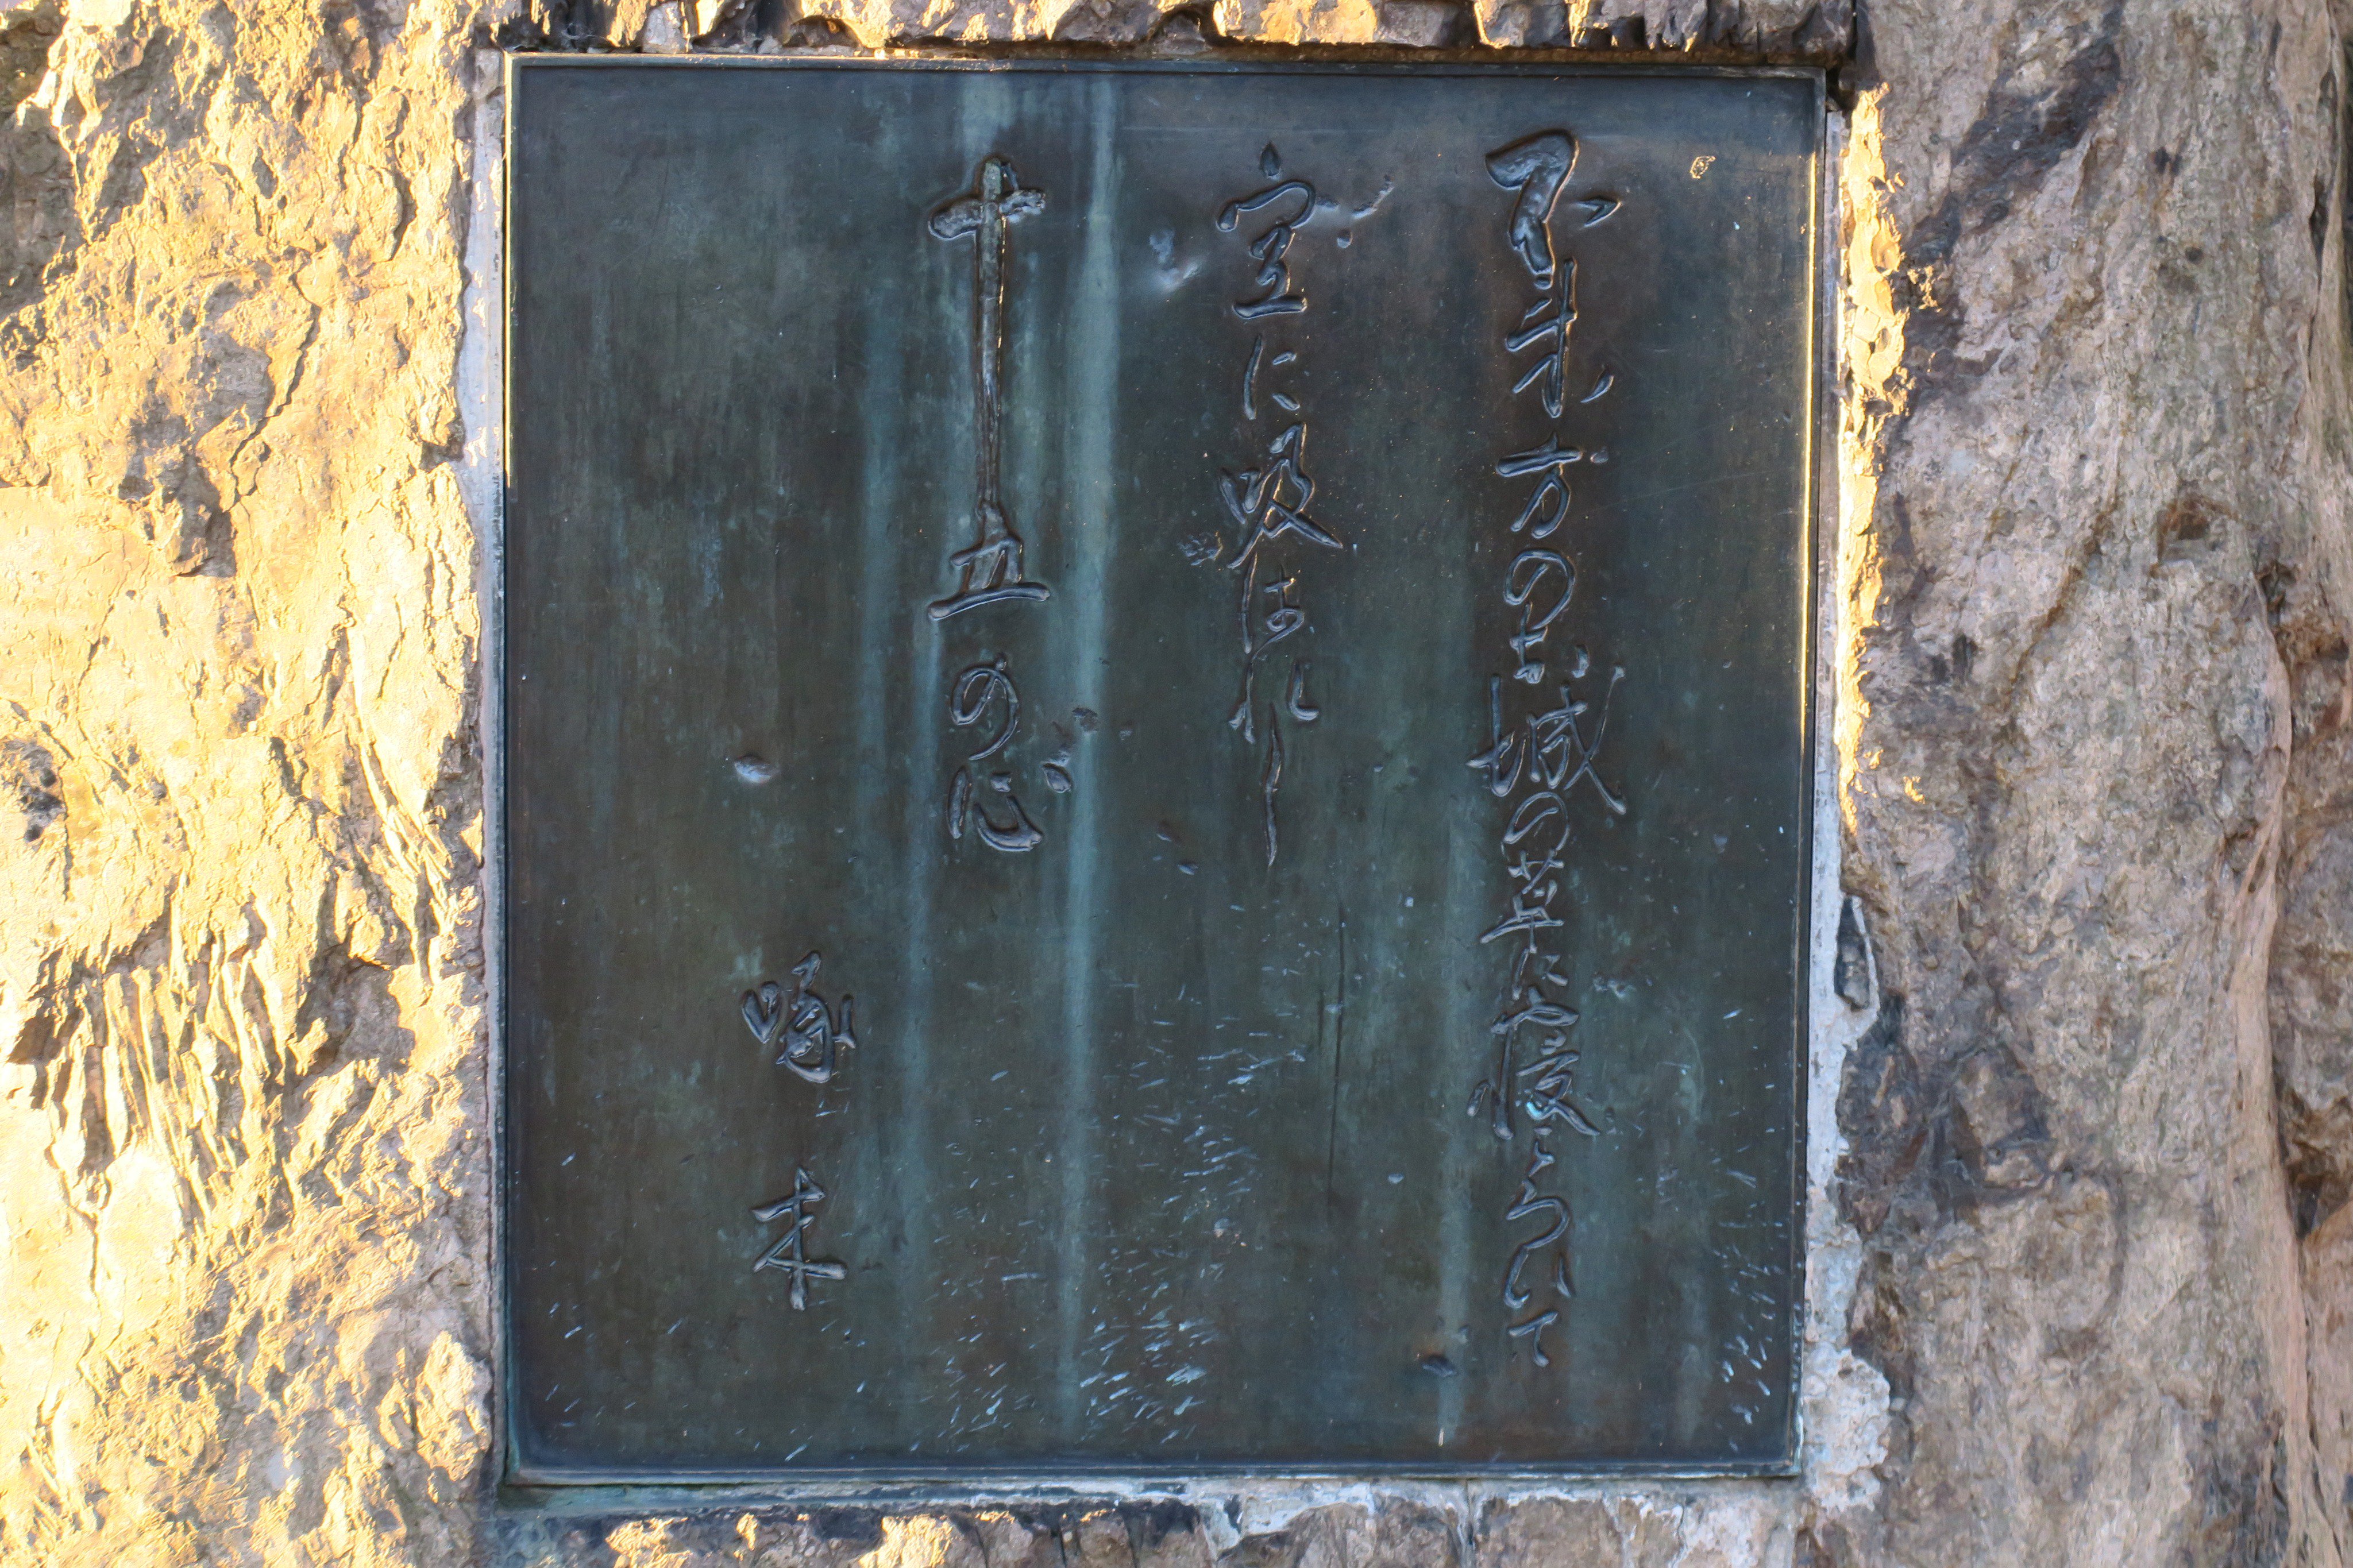 不来方のお城の草に寝ころびて
空に吸はれし
十五の心
啄木